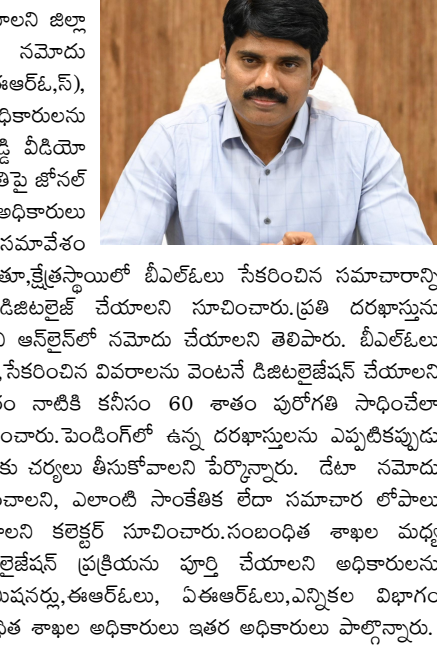 రాలని జిల్లా
నమోదు
ఈఆర్‌ఓ,స్),
ధికారులను
డ్డి వీడియో
తిపై జోనల్
అధికారులు
సమావేశం
తూ,క్షేత్రస్థాయిలో బీఎల్‌ఓలు సేకరించిన సమాచారాన్ని
డిజిటలైజ్ చేయాలని సూచించారు.ప్రతి దరఖాస్తును
ని ఆన్‌లైన్‌లో నమోదు చేయాలని తెలిపారు. బీఎల్‌ఓలు
,సేకరించిన వివరాలను వెంటనే డిజిటలైజేషన్ చేయాలని
రం నాటికి కనీసం 60 శాతం పురోగతి సాధించేలా
ంచారు.పెండింగ్‌లో ఉన్న దరఖాస్తులను ఎప్పటికప్పుడు
కు చర్యలు తీసుకోవాలని పేర్కొన్నారు. డేటా నమోదు
ంచాలని, ఎలాంటి సాంకేతిక లేదా సమాచార లోపాలు
ాలని కలెక్టర్ సూచించారు.సంబంధిత శాఖల మధ్య
లైజేషన్ ప్రక్రియను పూర్తి చేయాలని అధికారులను
మిషనర్లు,ఈఆర్‌ఓలు, ఏఈఆర్‌ఓలు,ఎన్నికల విభాగం
ధిత శాఖల అధికారులు ఇతర అధికారులు పాల్గొన్నారు.